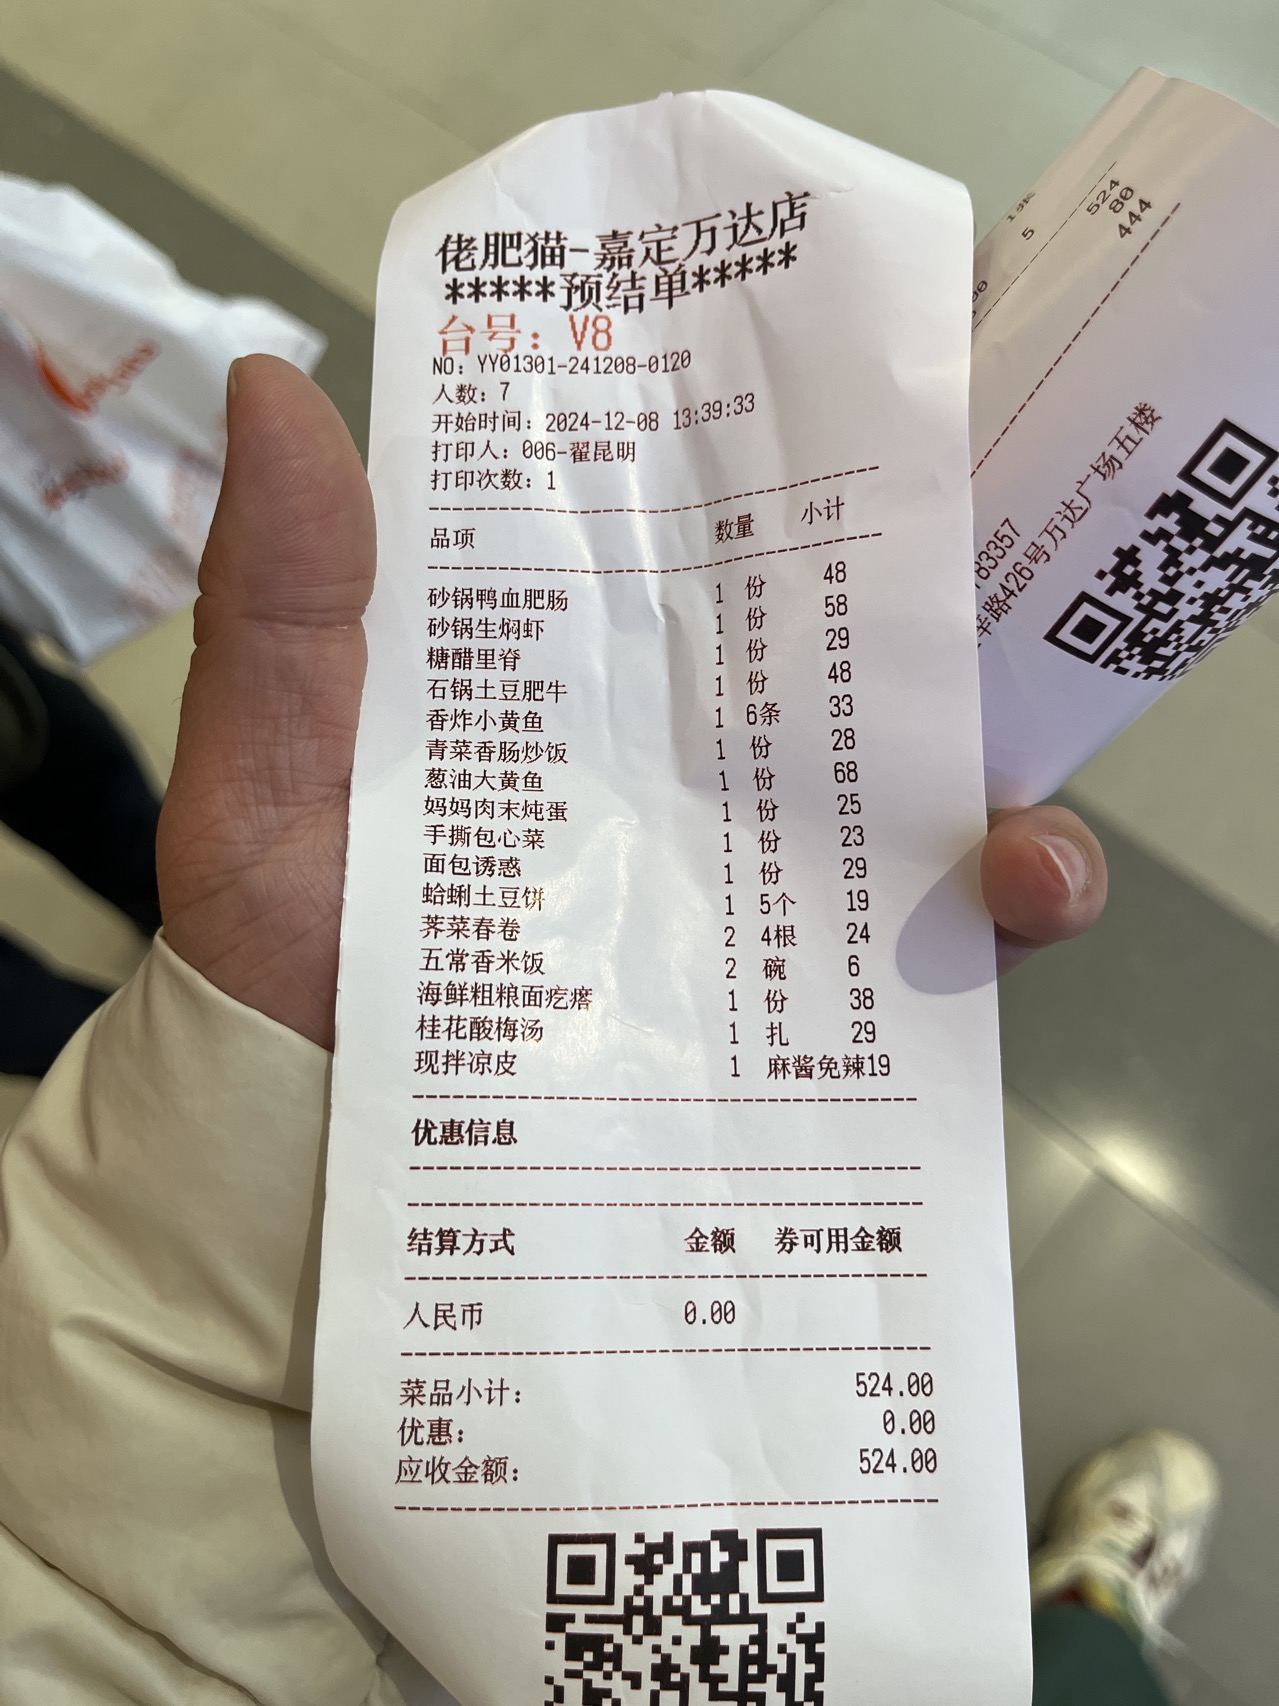 佬肥猫-嘉定万达店
*****预结单*****
台号：V8
NO：YY01301-241208-0120
人数：7
开始时间：2024-12-08 13:39:33
打印人：006-翟昆明
打印次数：1
品项 数量 小计
砂锅鸭血肥肠 1 份 48
砂锅生焖虾 1 份 58
糖醋里脊 1 份 29
石锅土豆肥牛 1 份 48
香炸小黄鱼 1 6条 33
青菜香肠炒饭 1 份 28
葱油大黄鱼 1 份 68
妈妈肉末炖蛋 1 份 25
手撕包心菜 1 份 23
面包诱惑 1 份 29
蛤蜊土豆饼 1 5个 19
荠菜春卷 2 4根 24
五常香米饭 2 碗 6
海鲜粗粮面疙瘩 1 份 38
桂花酸梅汤 1 扎 29
现拌凉皮 1 麻酱免辣19
优惠信息
结算方式 金额 券可用金额
人民币 0.00
菜品小计： 524.00
优惠： 0.00
应收金额： 524.00
5 524
80
444
83357
路426号万达广场五楼